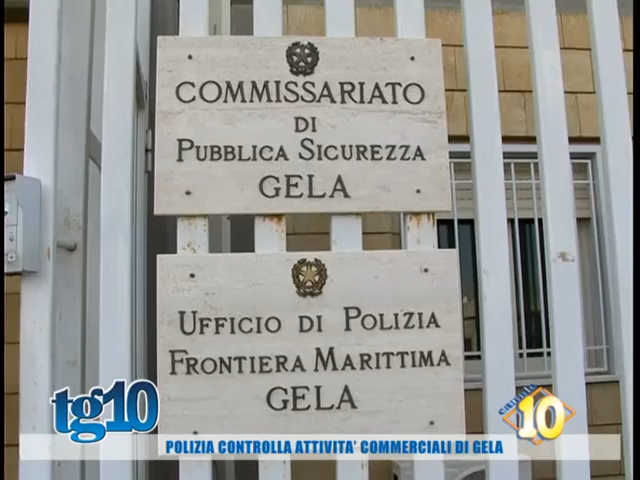 COMMISSARIATO
DI
PUBBLICA SICUREZZA
GELA
UFFICIO DI POLIZIA
FRONTIERA MARITTIMA
GELA
tg10
canale
10
POLIZIA CONTROLLA ATTIVITA' COMMERCIALI DI GELA